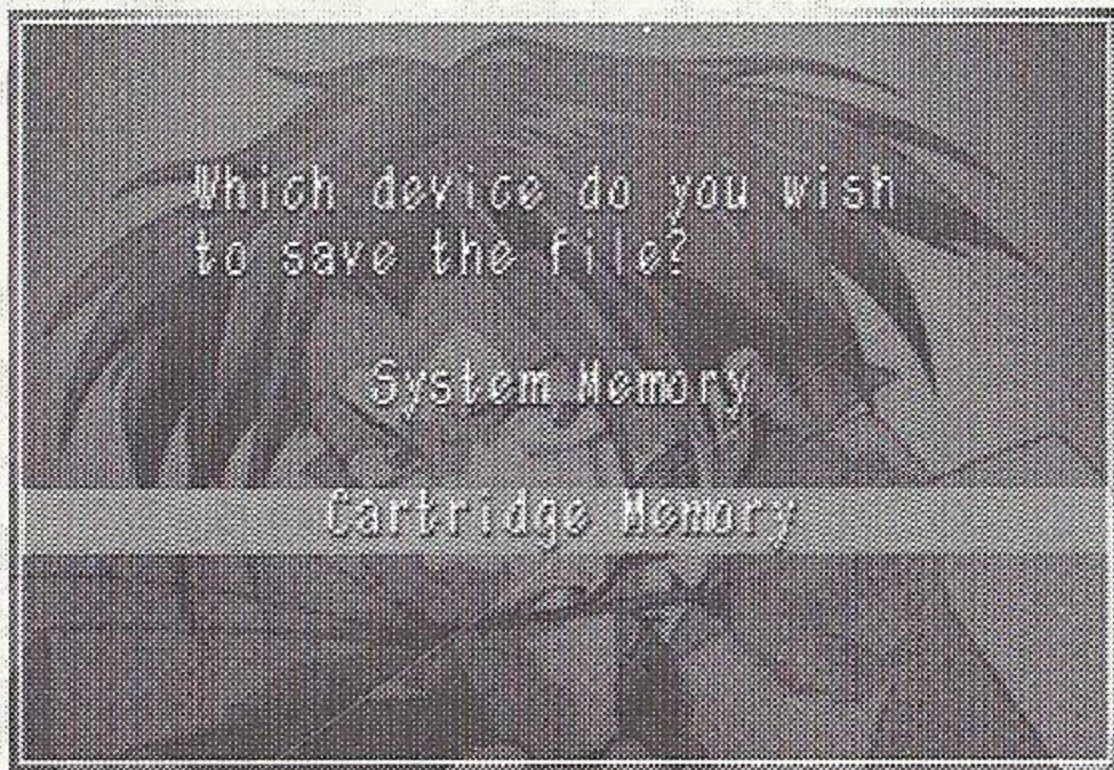 Which device do you wish
to save the file?
System Memory
Cartridge Memory